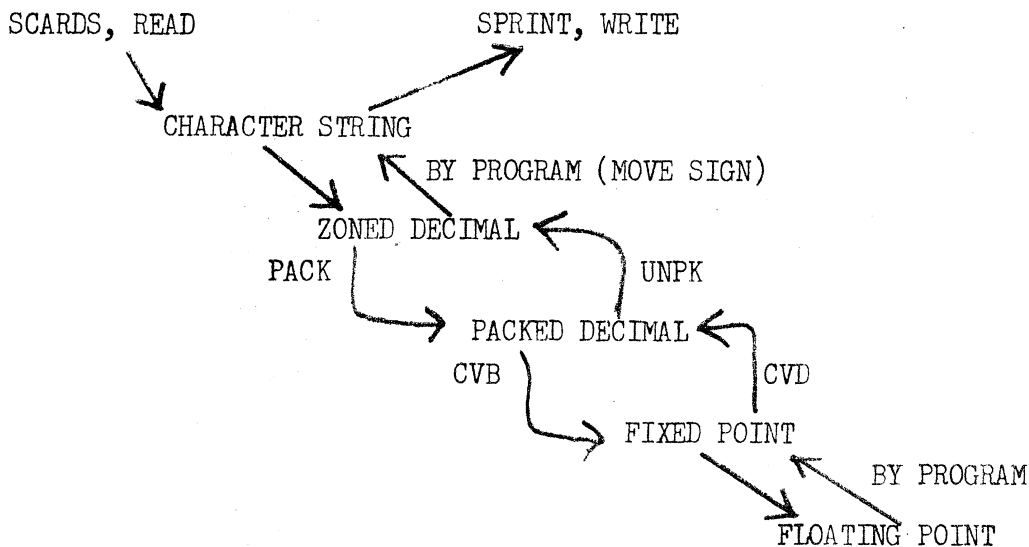 SCARDS, READ
SPRINT, WRITE
CHARACTER STRING
BY PROGRAM (MOVE SIGN)
ZONED DECIMAL
PACK
UNPK
PACKED DECIMAL
CVB
CVD
FIXED POINT
BY PROGRAM
FLOATING POINT